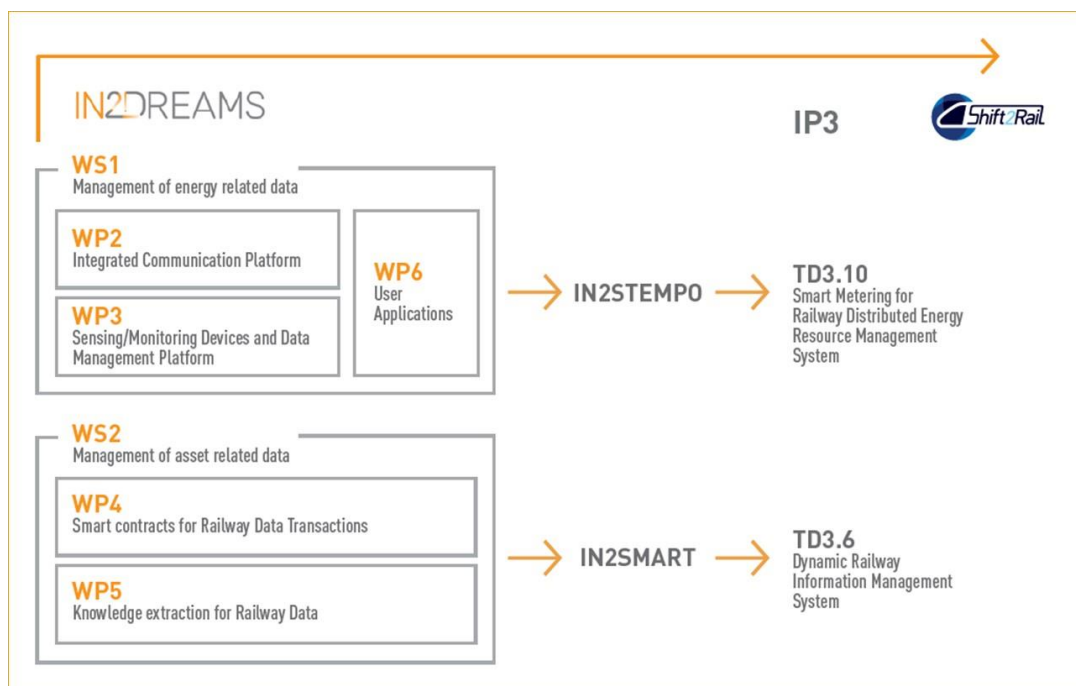 IN2DREAMS
IP3
Shift2Rail
WS1
Management of energy related data
WP2
Integrated Communication Platform
WP3
Sensing/Monitoring Devices and Data
Management Platform
WP6
User
Applications
IN2STEMPO
TD3.10
Smart Metering for
Railway Distributed Energy
Resource Management
System
WS2
Management of asset related data
WP4
Smart contracts for Railway Data Transactions
WP5
Knowledge extraction for Railway Data
IN2SMART
TD3.6
Dynamic Railway
Information Management
System